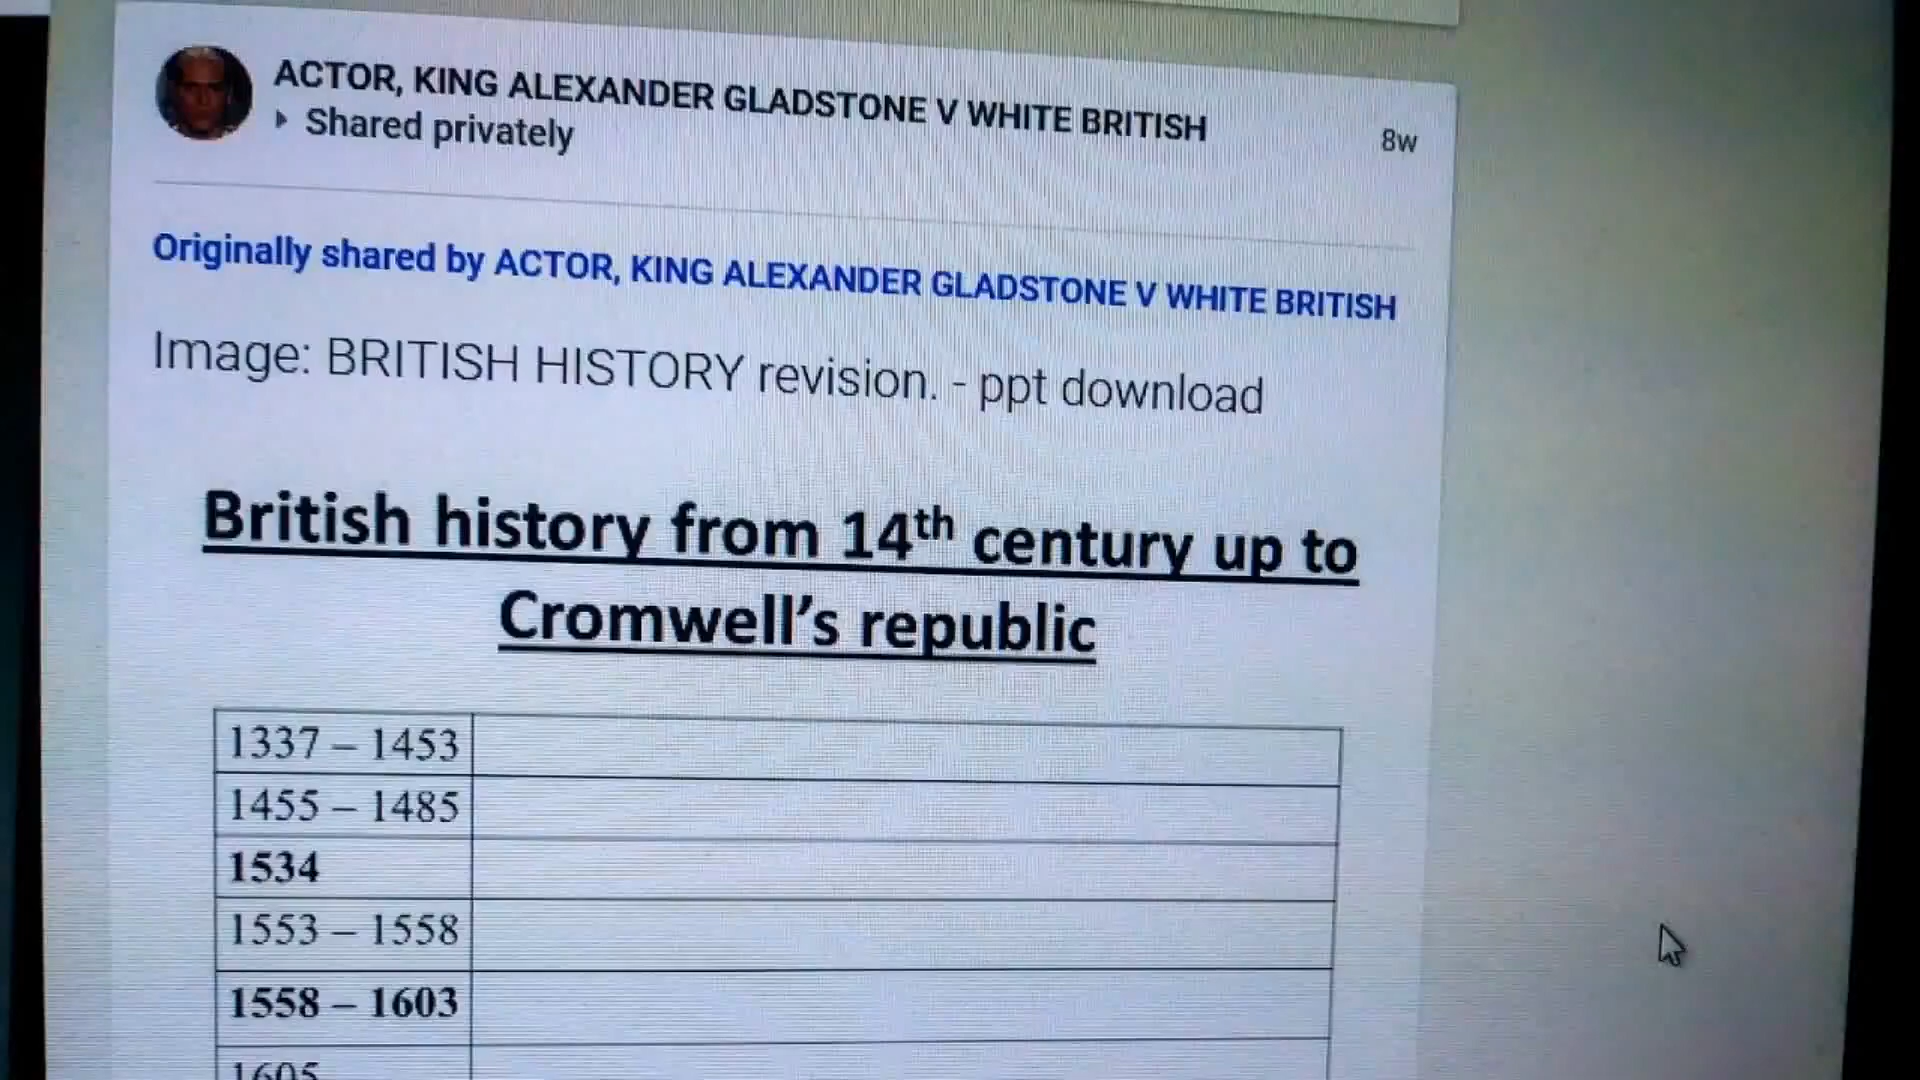 ACTOR, KING ALEXANDER GLADSTONE V WHITE BRITISH
Shared privately
8w
Originally shared by ACTOR, KING ALEXANDER GLADSTONE V WHITE BRITISH
Image: BRITISH HISTORY revision. - ppt download
British history from 14th century up to
Cromwell's republic
1337 – 1453
1455 – 1485
1534
1553 – 1558
1558 – 1603
1605